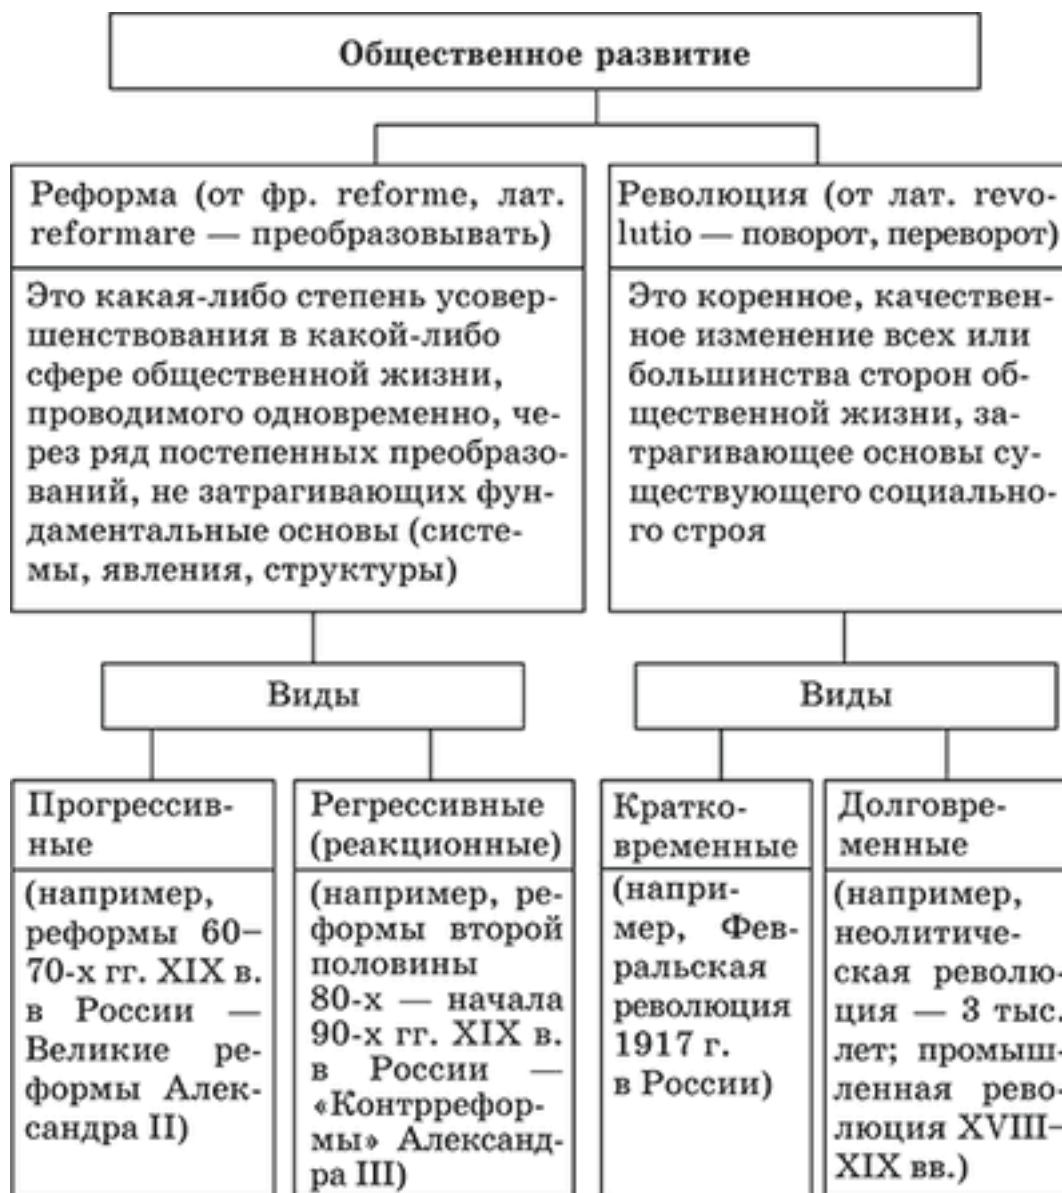 Общественное развитие
Реформа (от фр. reforme, лат.
reformare — преобразовывать)
Это какая-либо степень усовер-
шенствования в какой-либо
сфере общественной жизни,
проводимого одновременно, че-
рез ряд постепенных преобразо-
ваний, не затрагивающих фун-
даментальные основы (систе-
мы, явления, структуры)
Революция (от лат. revo-
lutio — поворот, переворот)
Это коренное, качествен-
ное изменение всех или
большинства сторон об-
щественной жизни, за-
трагивающее основы су-
ществующего социально-
го строя
Виды
Прогрессив-
ные
(например,
реформы 60–
70-х гг. XIX в.
в России —
Великие ре-
формы Алек-
сандра II)
Регрессивные
(реакционные)
(например, ре-
формы второй
половины
80-х — начала
90-х гг. XIX в.
в России —
«Контррефор-
мы» Александ-
ра III)
Виды
Кратко-
временные
(напри-
мер, Фев-
ральская
революция
1917 г.
в России)
Долговре-
менные
(например,
неолитиче-
ская револю-
ция — 3 тыс.
лет; промыш-
ленная рево-
люция XVIII–
XIX вв.)